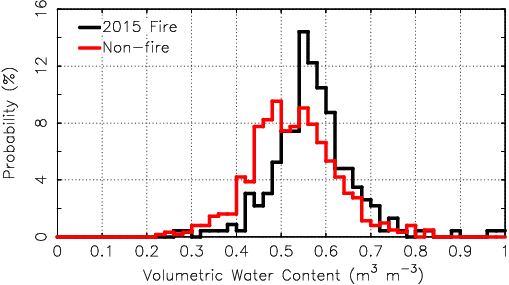 16
12
8
4
0
Probability (%)
2015 Fire
Non-fire
0 0.1 0.2 0.3 0.4 0.5 0.6 0.7 0.8 0.9 1
Volumetric Water Content (m³ m⁻³)